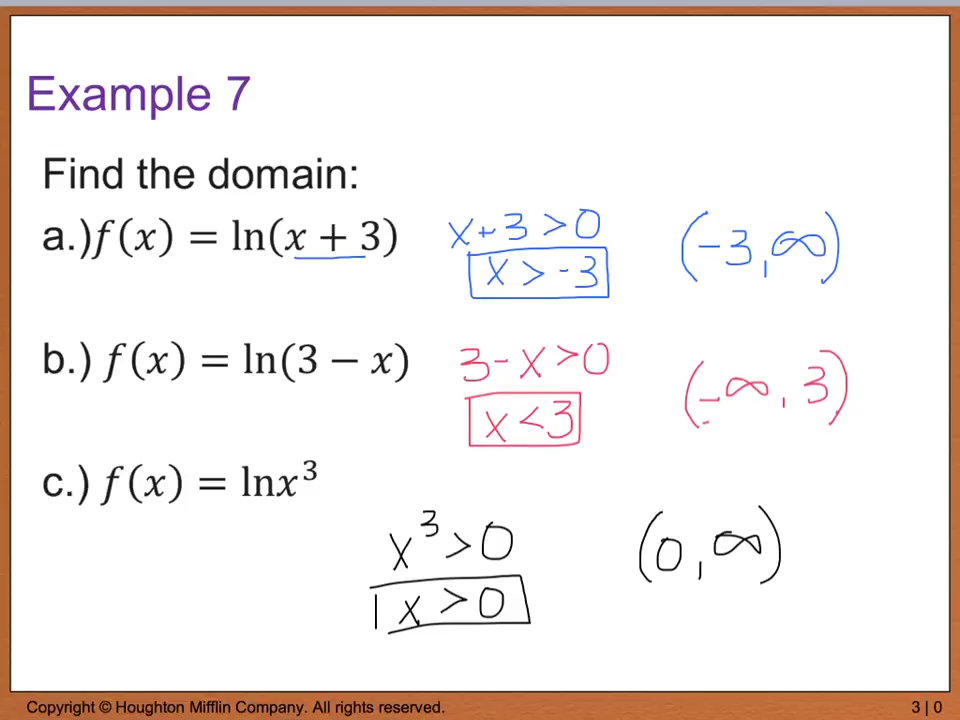 Example 7
Find the domain:
a.)f(x) = ln(x + 3) x+3 >0 (-3,∞)
x > -3
b.) f(x) = ln(3 − x) 3-x>0 (-∞, 3)
x<3
c.) f(x) = lnx³
x³>0 (0,∞)
x >0
Copyright © Houghton Mifflin Company. All rights reserved. 3 | 0